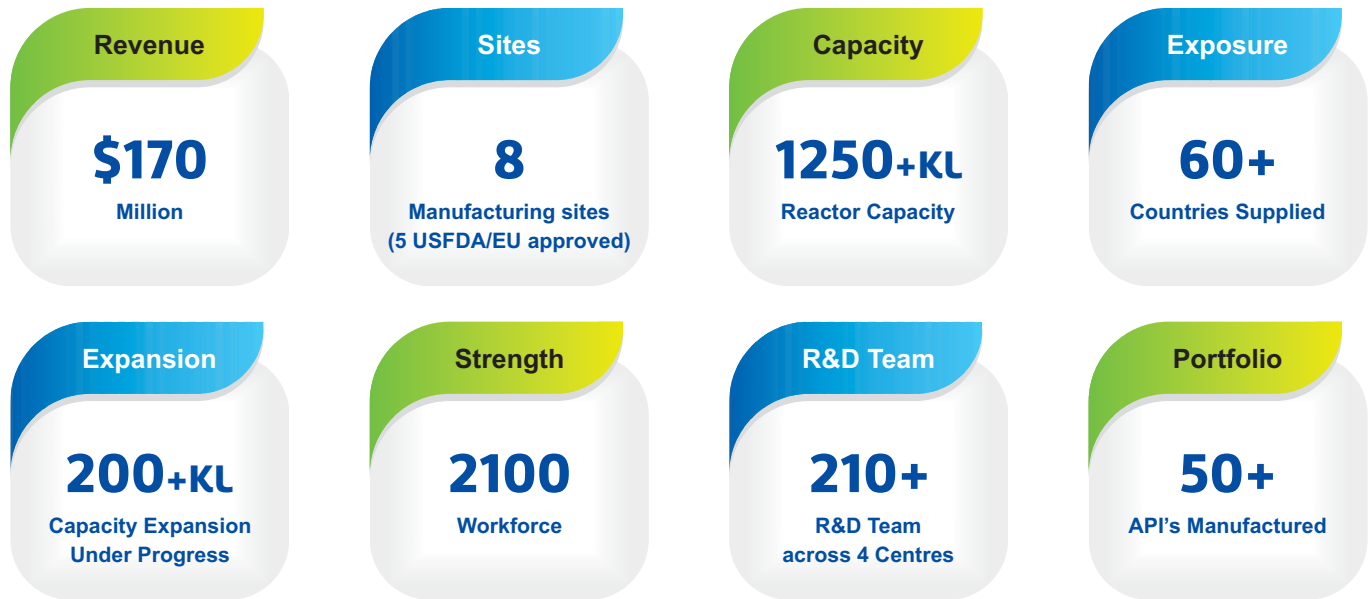 Revenue
$170
Million
Sites
8
Manufacturing sites
(5 USFDA/EU approved)
Capacity
1250+KL
Reactor Capacity
Exposure
60+
Countries Supplied
Expansion
200+KL
Capacity Expansion
Under Progress
Strength
2100
Workforce
R&D Team
210+
R&D Team
across 4 Centres
Portfolio
50+
API's Manufactured